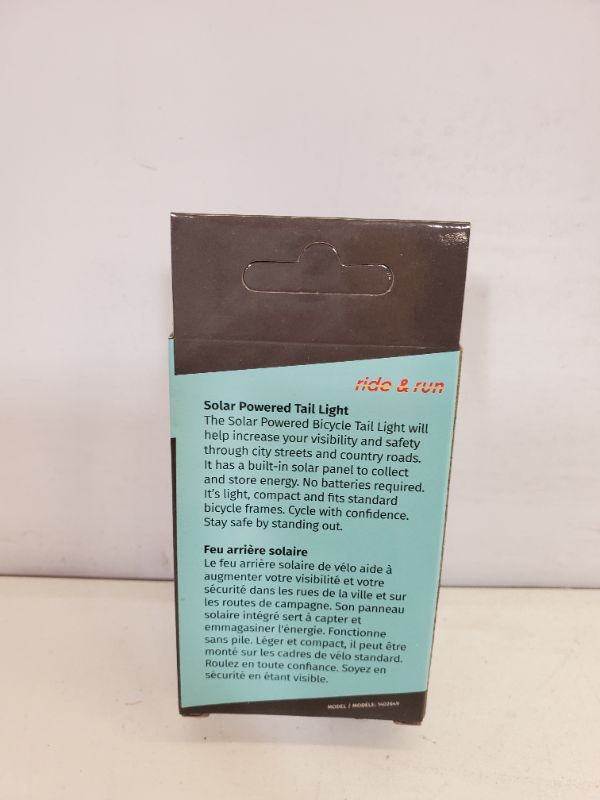 ride & run
Solar Powered Tail Light
The Solar Powered Bicycle Tail Light will
help increase your visibility and safety
through city streets and country roads.
It has a built-in solar panel to collect
and store energy. No batteries required.
It's light, compact and fits standard
bicycle frames. Cycle with confidence.
Stay safe by standing out.
Feu arrière solaire
Le feu arrière solaire de vélo aide à
augmenter votre visibilité et votre
sécurité dans les rues de la ville et sur
les routes de campagne. Son panneau
solaire intégré sert à capter et
emmagasiner l'énergie. Fonctionne
sans pile. Léger et compact, il peut être
monté sur les cadres de vélo standard.
Roulez en toute confiance. Soyez en
sécurité en étant visible.
MODEL / MODÈLE: 1402649